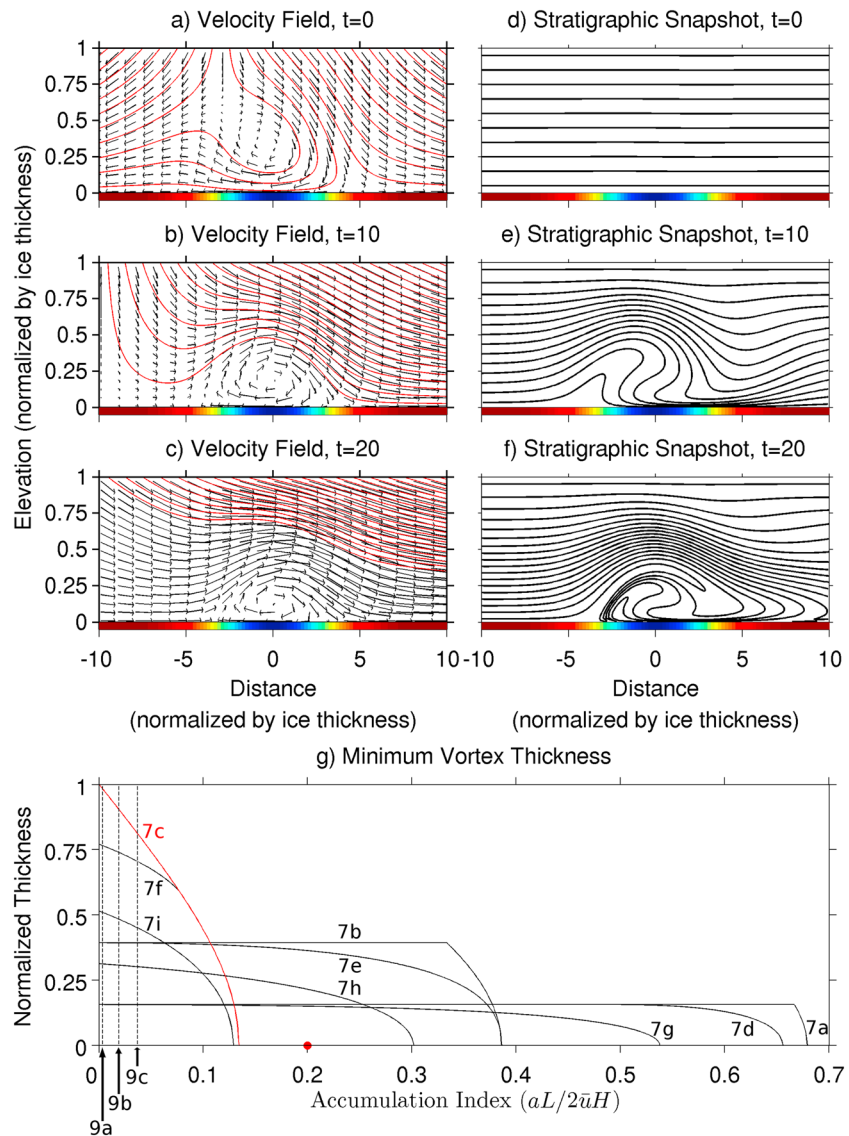 a) Velocity Field, t=0
d) Stratigraphic Snapshot, t=0
1
0.75
0.5
0.25
0
b) Velocity Field, t=10
e) Stratigraphic Snapshot, t=10
1
0.75
0.5
0.25
0
c) Velocity Field, t=20
f) Stratigraphic Snapshot, t=20
1
0.75
0.5
0.25
0
Elevation (normalized by ice thickness)
-10 -5 0 5 10
-10 -5 0 5 10
Distance
(normalized by ice thickness)
Distance
(normalized by ice thickness)
g) Minimum Vortex Thickness
Normalized Thickness
1
0.75
0.5
0.25
0
7c
7f
7i
7b
7e
7h
7g
7d
7a
0 0.1 0.2 0.3 0.4 0.5 0.6 0.7
9c
9b
9a
Accumulation Index (aL/2ūH)